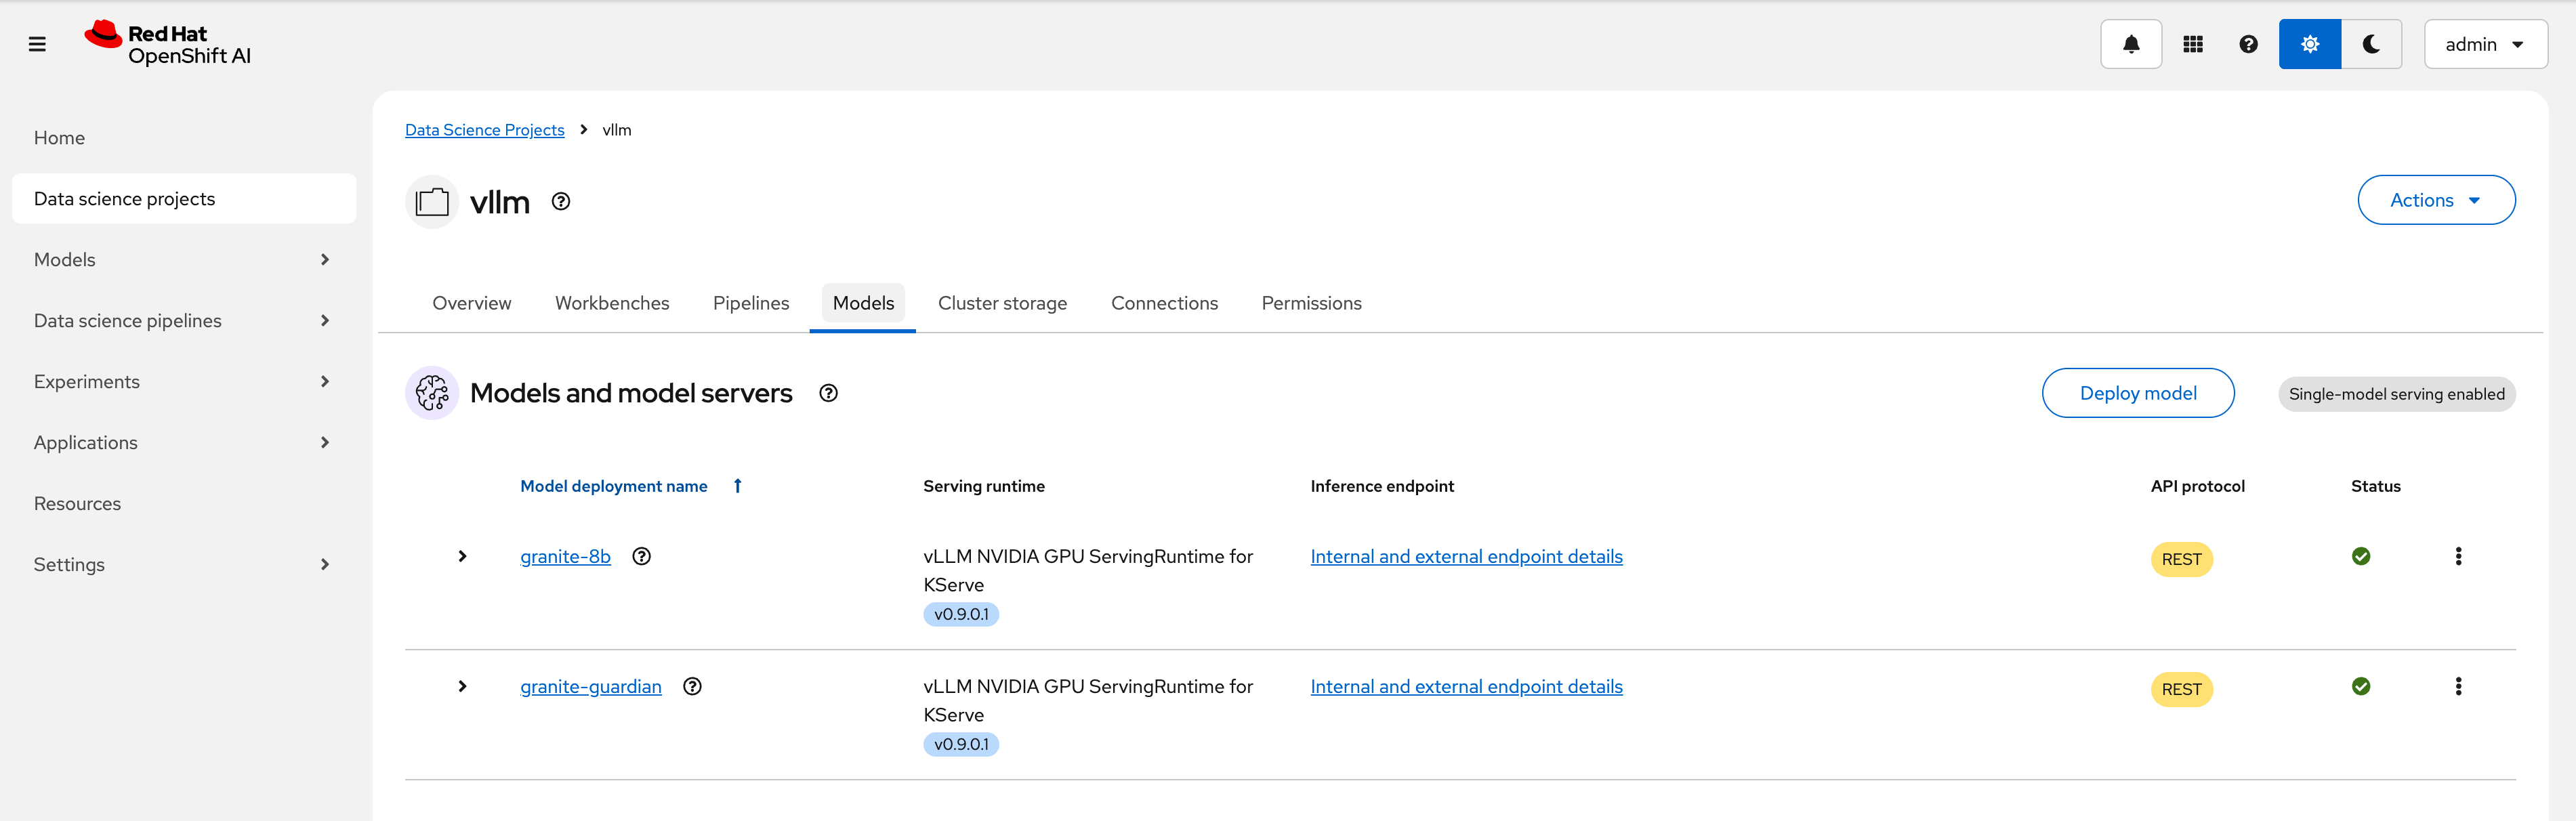 Red Hat
OpenShift AI
admin
Home
Data science projects
Models
Data science pipelines
Experiments
Applications
Resources
Settings
Data Science Projects > vllm
vllm
Actions
Overview Workbenches Pipelines Models Cluster storage Connections Permissions
Models and model servers
Deploy model
Single-model serving enabled
Model deployment name Serving runtime Inference endpoint API protocol Status
granite-8b vLLM NVIDIA GPU ServingRuntime for Internal and external endpoint details REST
KServe
v0.9.0.1
granite-guardian vLLM NVIDIA GPU ServingRuntime for Internal and external endpoint details REST
KServe
v0.9.0.1